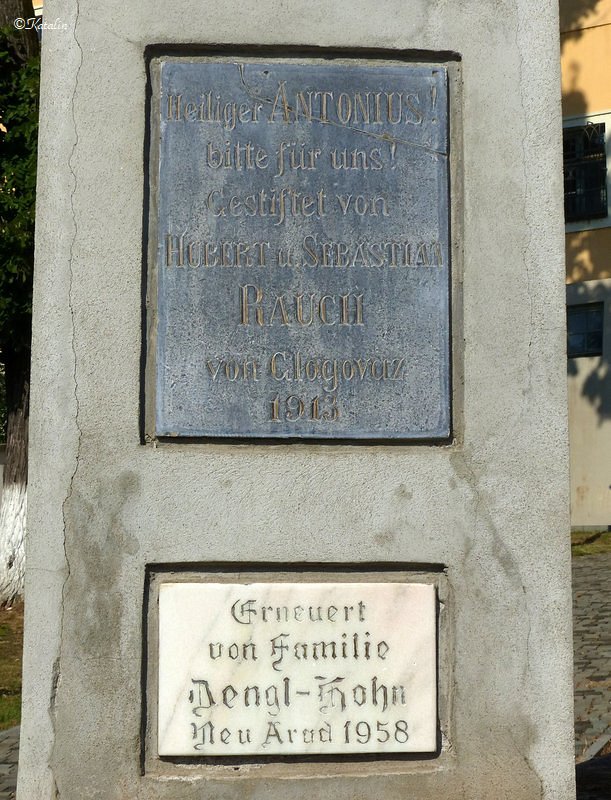 ©Katalin
Heiliger ANTONIUS!
bitte für uns!
Gestiftet von
HUBERT u. SEBASTIAN
RAUCH
von Glogovaz
1913
Erneuert
von Familie
Dengl-Hohn
Neu Arad 1958